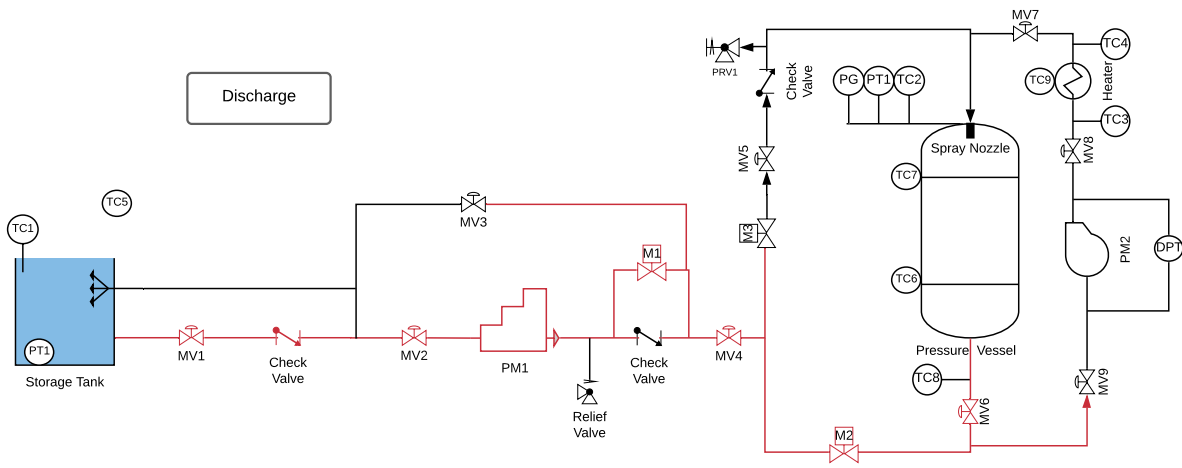 MV7
TC4
PRV1
Check
Valve
PG
PT1
TC2
TC9
Heater
Discharge
TC3
Spray Nozzle
MV8
MV5
TC7
TC5
TC1
MV3
M3
PM2
DPT
M1
TC6
PT1
MV1
MV2
MV4
Storage Tank
Check
Valve
PM1
Check
Valve
Pressure Vessel
TC8
MV9
Relief
Valve
MV6
M2